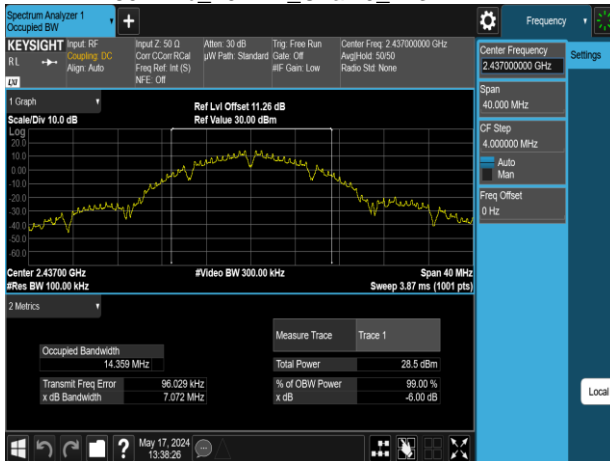 Spectrum Analyzer 1
Occupied BW
+
Frequency
KEYSIGHT
RL
LXI
Input: RF
Coupling: DC
Align: Auto
Input Z: 50 Ω
Corr CCorr RCal
Freq Ref: Int (S)
NFE: Off
Atten: 30 dB
µW Path: Standard
Trig: Free Run
Gate: Off
#IF Gain: Low
Center Freq: 2.437000000 GHz
Avg|Hold: 50/50
Radio Std: None
Center Frequency
2.437000000 GHz
Settings
Span
40.000 MHz
CF Step
4.000000 MHz
Auto
Man
Freq Offset
0 Hz
Local
1 Graph
Scale/Div 10.0 dB
Ref Lvl Offset 11.26 dB
Ref Value 30.00 dBm
Log
20.0
10.0
0.00
-10.0
-20.0
-30.0
-40.0
-50.0
-60.0
Center 2.43700 GHz
#Video BW 300.00 kHz
Span 40 MHz
#Res BW 100.00 kHz
Sweep 3.87 ms (1001 pts)
2 Metrics
Measure Trace
Trace 1
Occupied Bandwidth
14.359 MHz
Total Power
28.5 dBm
Transmit Freq Error
96.029 kHz
% of OBW Power
99.00 %
x dB Bandwidth
7.072 MHz
x dB
-6.00 dB
?
May 17, 2024
13:38:26